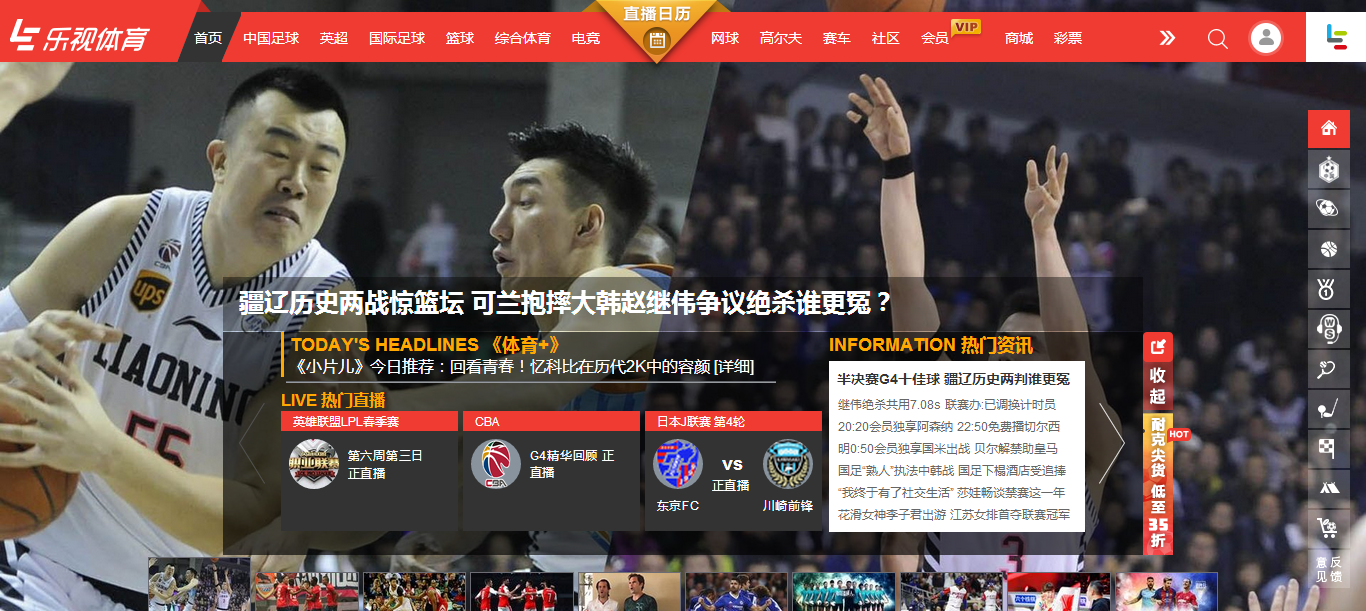 乐视体育
首页 中国足球 英超 国际足球 篮球 综合体育 电竞
直播日历
网球 高尔夫 赛车 社区 会员 VIP 商城 彩票
ups
CBA
LIAONING
55
疆辽历史两战惊篮坛 可兰抱摔大韩赵继伟争议绝杀谁更冤？
TODAY'S HEADLINES 《体育+》
《小片儿》今日推荐：回看青春！忆科比在历代2K中的容颜 [详细]
LIVE 热门直播
英雄联盟LPL春季赛
第六周第三日
正直播
CBA
CBA
G4精华回顾 正
直播
日本J联赛 第4轮
VS
正直播
东京FC
川崎前锋
INFORMATION 热门资讯
半决赛G4十佳球 疆辽历史两判谁更冤
继伟绝杀共用7.08s 联赛办:已调换计时员
20:20会员独享阿森纳 22:50免费播切尔西
明0:50会员独享国米出战 贝尔解禁助皇马
国足“熟人”执法中韩战 国足下榻酒店受追捧
“我终于有了社交生活” 莎娃畅谈禁赛这一年
花滑女神李子君出游 江苏女排首夺联赛冠军
3
收起
耐克尖货 低至35折
HOT
意反
见馈